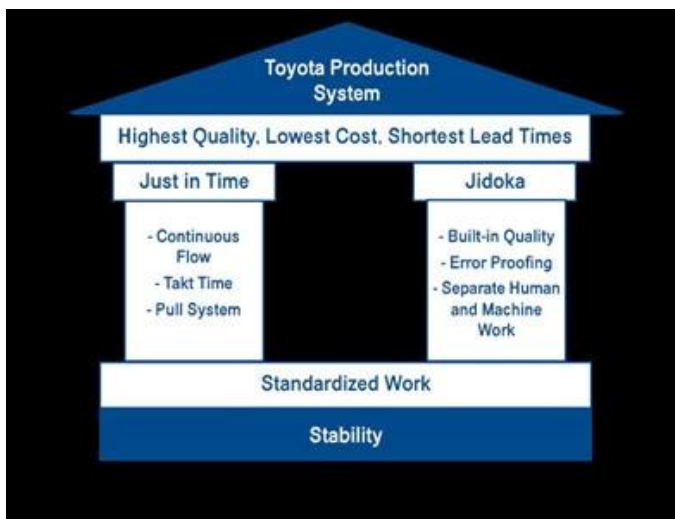 Toyota Production
System
Highest Quality, Lowest Cost, Shortest Lead Times
Just in Time
- Continuous
Flow
- Takt Time
- Pull System
Jidoka
- Built-in Quality
- Error Proofing
- Separate Human
and Machine
Work
Standardized Work
Stability